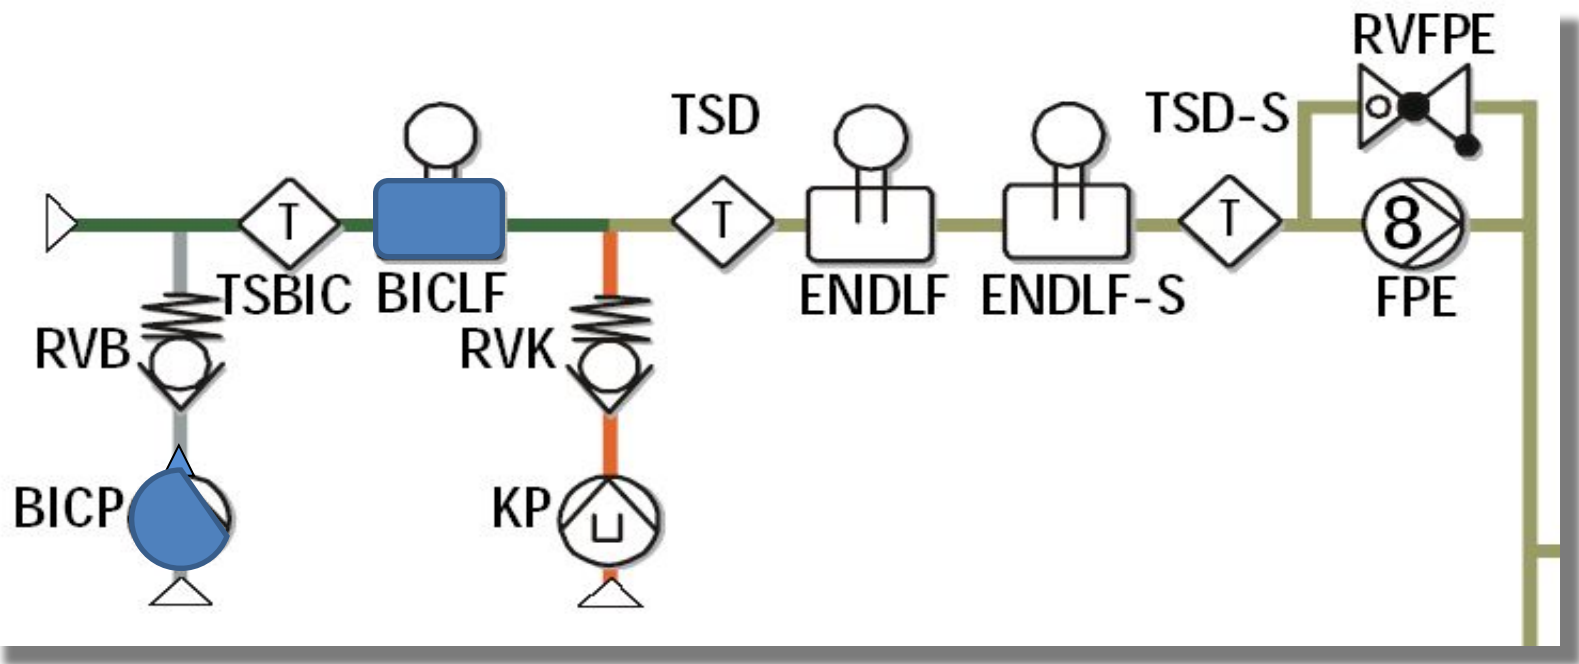 RVFPE
TSD
TSD-S
T
T
T
8
TSBIC
BICLF
ENDLF
ENDLF-S
FPE
RVB
RVK
BICP
KP